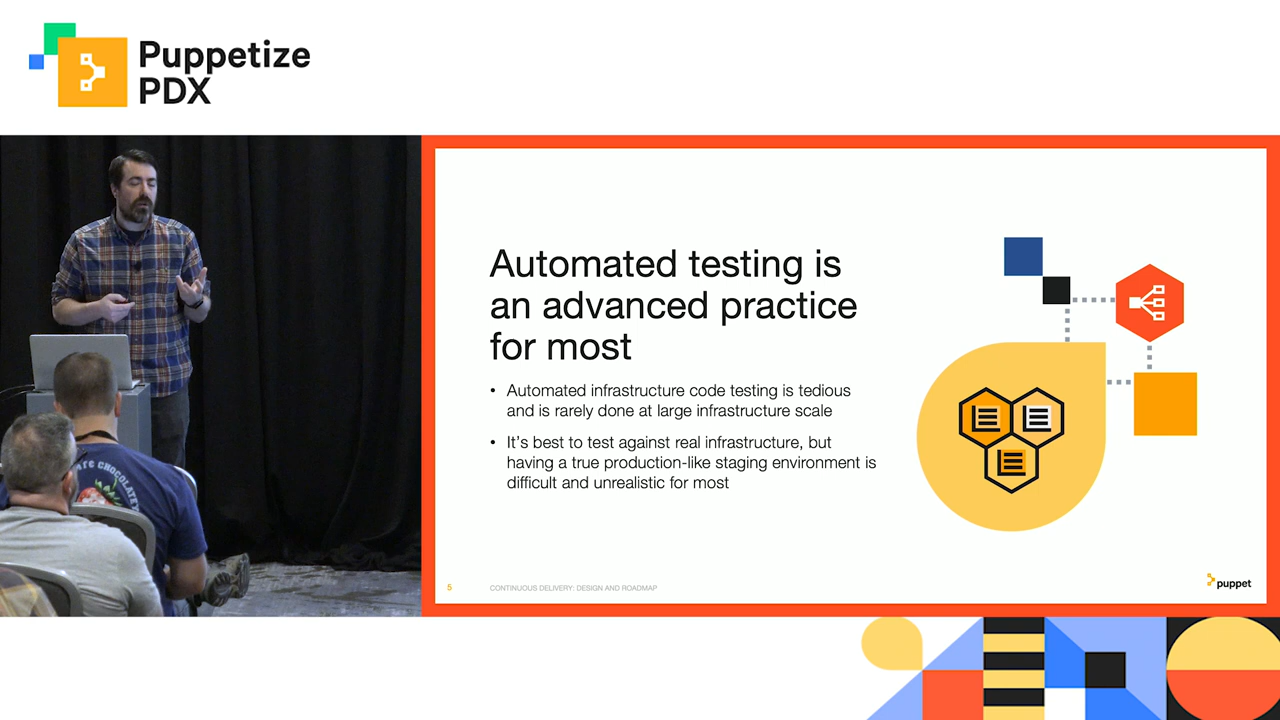 Puppetize
PDX
Automated testing is
an advanced practice
for most
• Automated infrastructure code testing is tedious
and is rarely done at large infrastructure scale
• It's best to test against real infrastructure, but
having a true production-like staging environment is
difficult and unrealistic for most
5
CONTINUOUS DELIVERY: DESIGN AND ROADMAP
puppet
CHOCOLATE